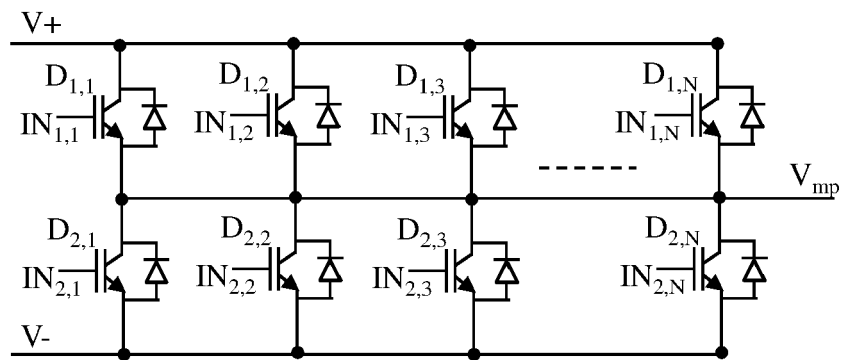 V+
D1,1 D1,2 D1,3 D1,N
IN1,1 IN1,2 IN1,3 IN1,N
Vmp
D2,1 D2,2 D2,3 D2,N
IN2,1 IN2,2 IN2,3 IN2,N
V-